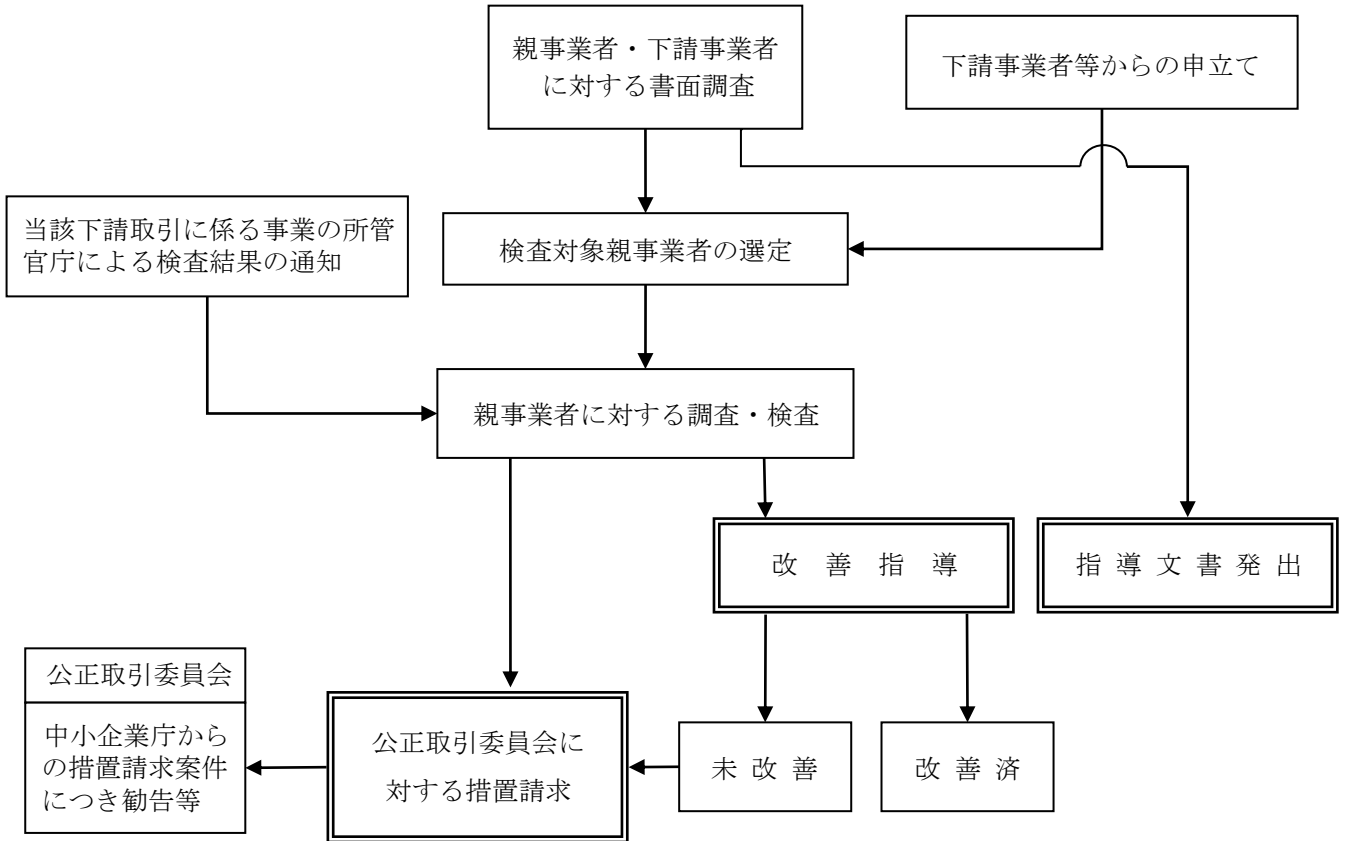 親事業者・下請事業者
に対する書面調査
下請事業者等からの申立て
当該下請取引に係る事業の所管
官庁による検査結果の通知
検査対象親事業者の選定
親事業者に対する調査・検査
改善指導
指導文書発出
公正取引委員会
中小企業庁から
の措置請求案件
につき勧告等
公正取引委員会に
対する措置請求
未改善
改善済